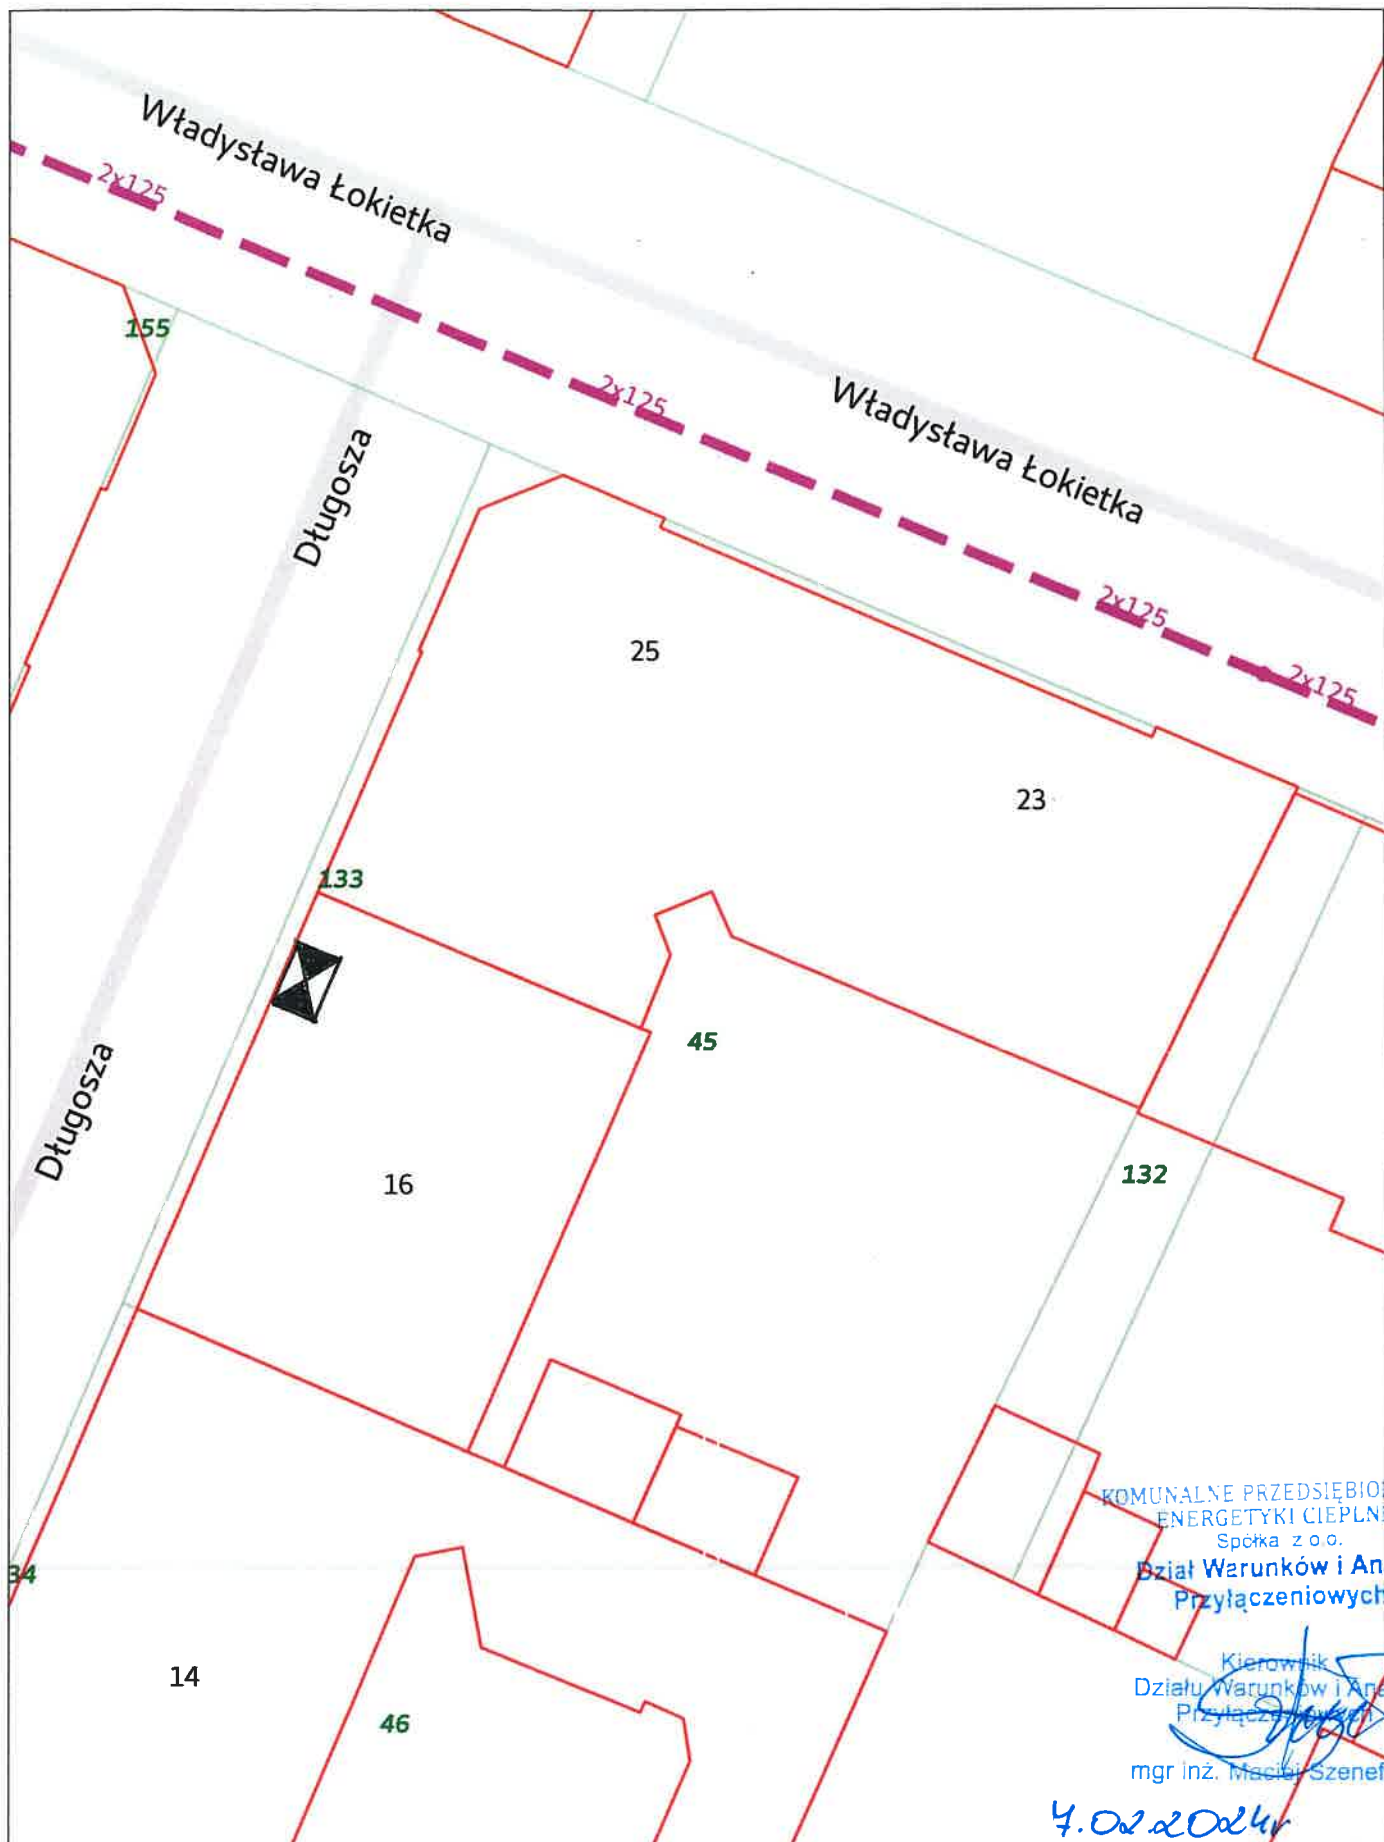 Władysława Łokietka
2x125
155
2x125
Władysława Łokietka
Długosza
2x125
25
2x125
23
133
45
Długosza
132
16
KOMUNALNE PRZEDSIĘBIO
ENERGETYKI CIEPLN
Spółka z o.o.
Dział Warunków i An
Przyłączeniowych
34
Kierownik
Działu Warunków i Ana
14
46
mgr inż. Maciej Szenef
7.02.2024r